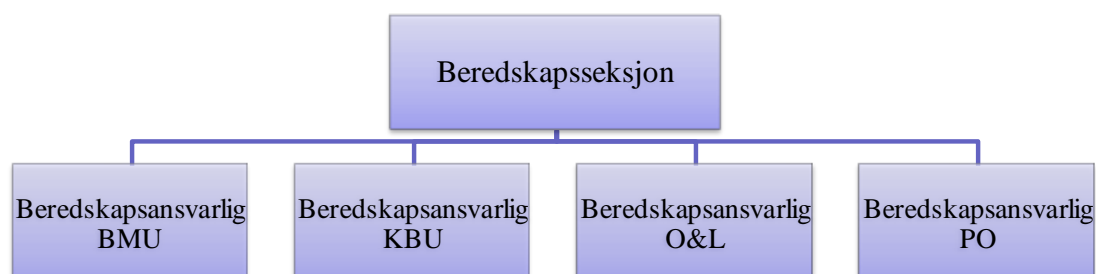 Beredskapsseksjon
Beredskapsansvarlig
BMU
Beredskapsansvarlig
KBU
Beredskapsansvarlig
O&L
Beredskapsansvarlig
PO